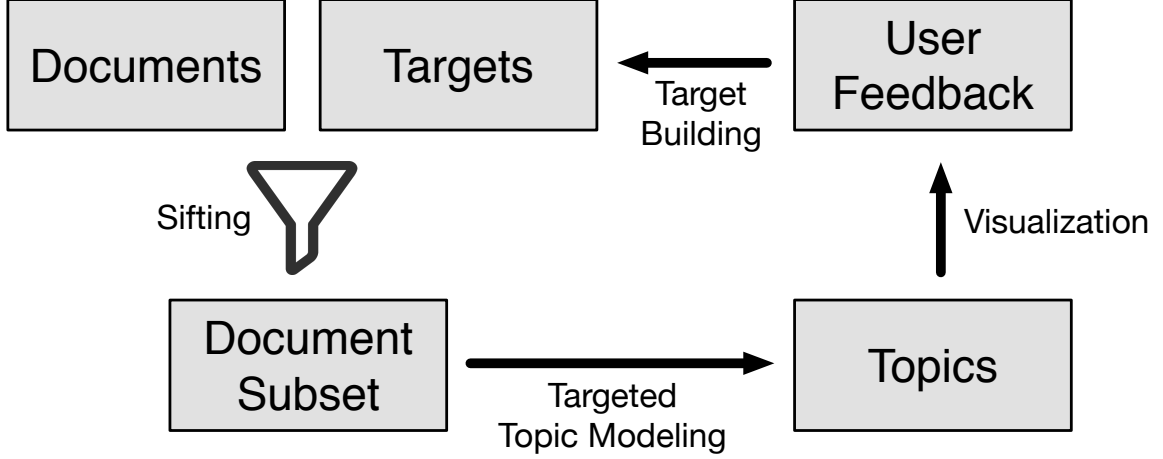 Documents
Targets
User
Feedback
Target
Building
Sifting
Visualization
Document
Subset
Targeted
Topic Modeling
Topics